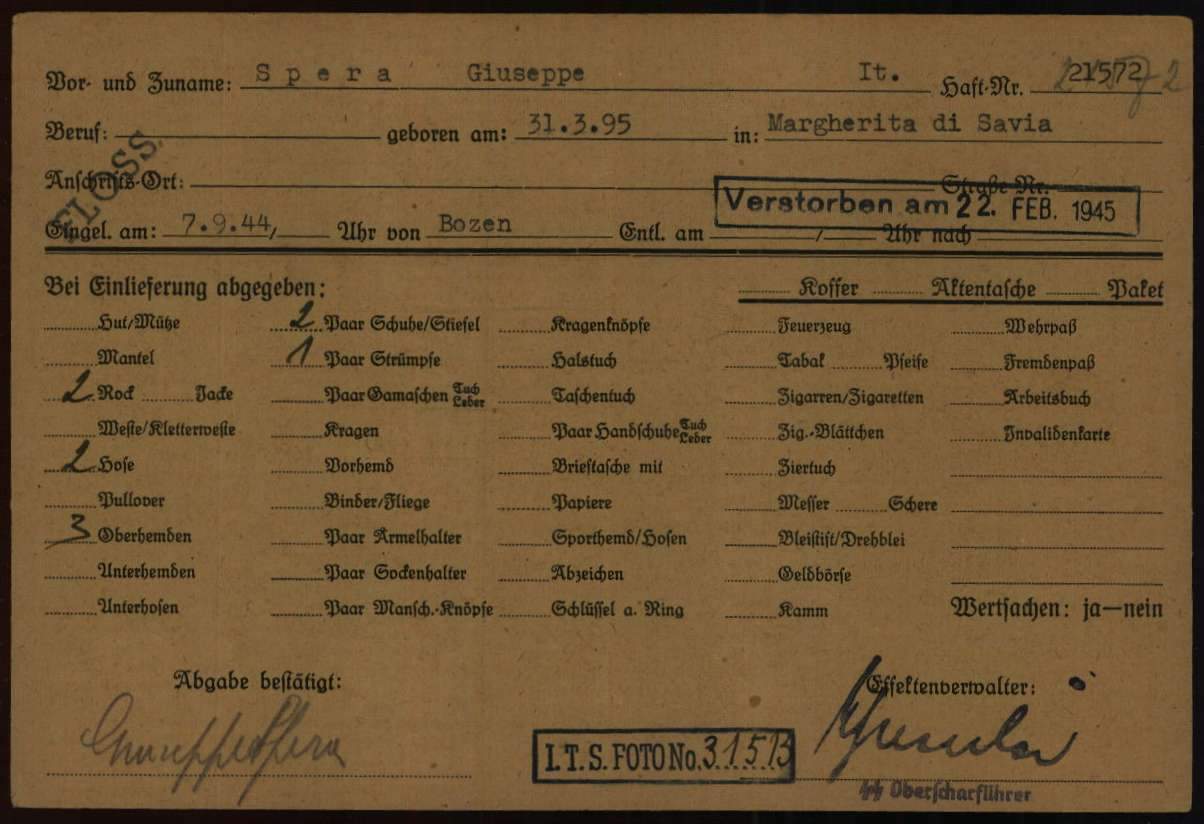 Vor- und Zuname: Spera Giuseppe It. Haft-Nr. 21572
Beruf: geboren am: 31.3.95 in: Margherita di Savia
Anschrifts-Ort: Straße Nr.
FLOSS
Verstorben am 22. FEB. 1945
Eingel. am: 7.9.44, Uhr von Bozen Entl. am / Uhr nach
Bei Einlieferung abgegeben: Koffer Aktentasche Paket
Hut/Mütze 2 Paar Schuhe/Stiefel Kragenknöpfe Feuerzeug Wehrpaß
Mantel 1 Paar Strümpfe Halstuch Tabak Pfeife Fremdenpaß
2 Rock Jacke Paar Gamaschen Tuch Leder Taschentuch Zigarren/Zigaretten Arbeitsbuch
Weste/Kletterweste Kragen Paar Handschuhe Tuch Leder Zig.-Blättchen Invalidenkarte
2 Hose Vorhemd Brieftasche mit Ziertuch
Pullover Binder/Fliege Papiere Messer Schere
3 Oberhemden Paar Ärmelhalter Sporthemd/Hosen Bleistift/Drehblei
Unterhemden Paar Sockenhalter Abzeichen Geldbörse
Unterhosen Paar Mansch.-Knöpfe Schlüssel a. Ring Kamm Wertsachen: ja—nein
Abgabe bestätigt: Effektenverwalter:
Giuseppe Spera
I.T.S. FOTO No. 31513
SS Oberscharführer